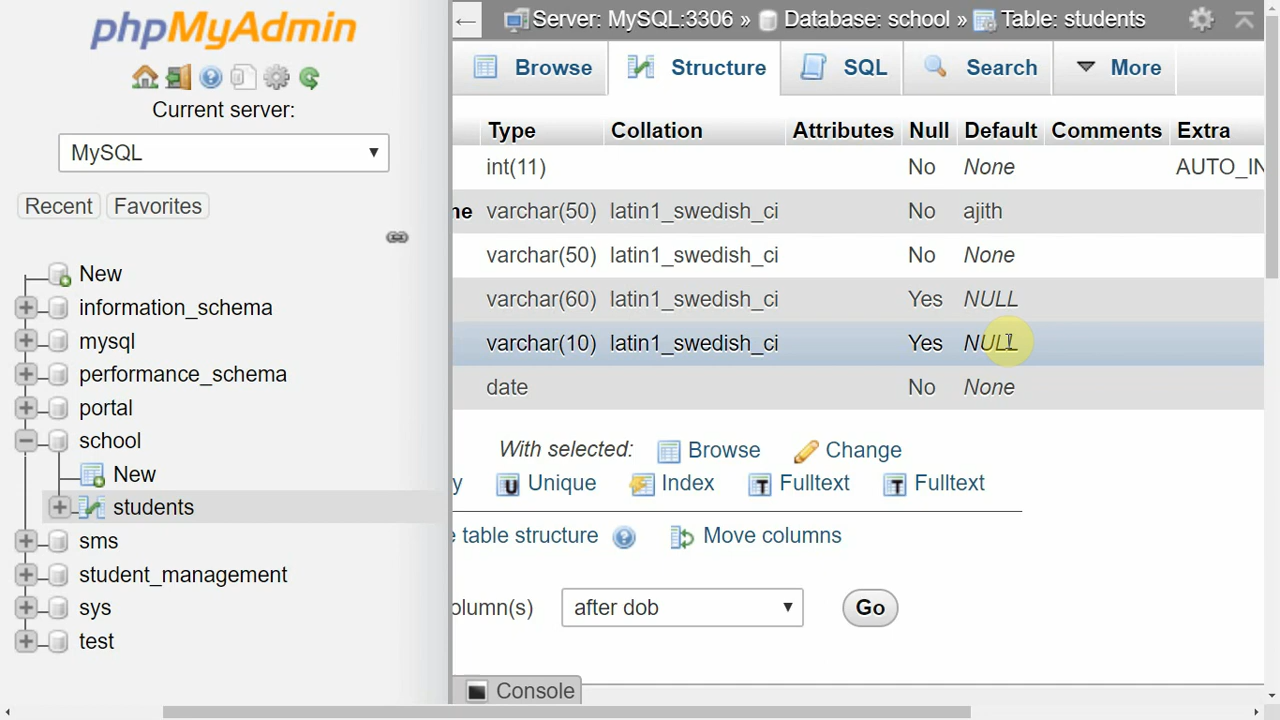 phpMyAdmin
Current server:
MySQL
Recent
Favorites
New
information_schema
mysql
performance_schema
portal
school
New
students
sms
student_management
sys
test
Server: MySQL:3306 » Database: school » Table: students
Browse Structure SQL Search More
Type Collation Attributes Null Default Comments Extra
int(11) No None AUTO_IN
ne varchar(50) latin1_swedish_ci No ajith
varchar(50) latin1_swedish_ci No None
varchar(60) latin1_swedish_ci Yes NULL
varchar(10) latin1_swedish_ci Yes NULL
date No None
With selected: Browse Change
y Unique Index Fulltext Fulltext
e table structure Move columns
olumn(s) after dob Go
Console